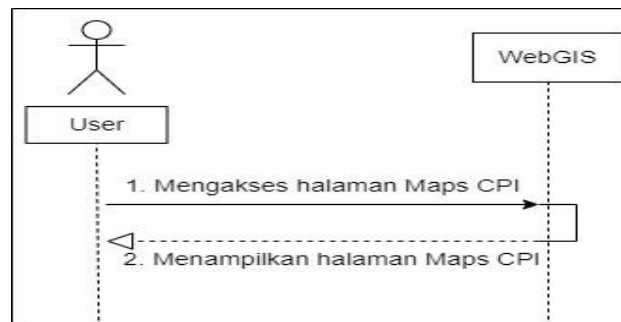 WebGIS
User
1. Mengakses halaman Maps CPI
2. Menampilkan halaman Maps CPI